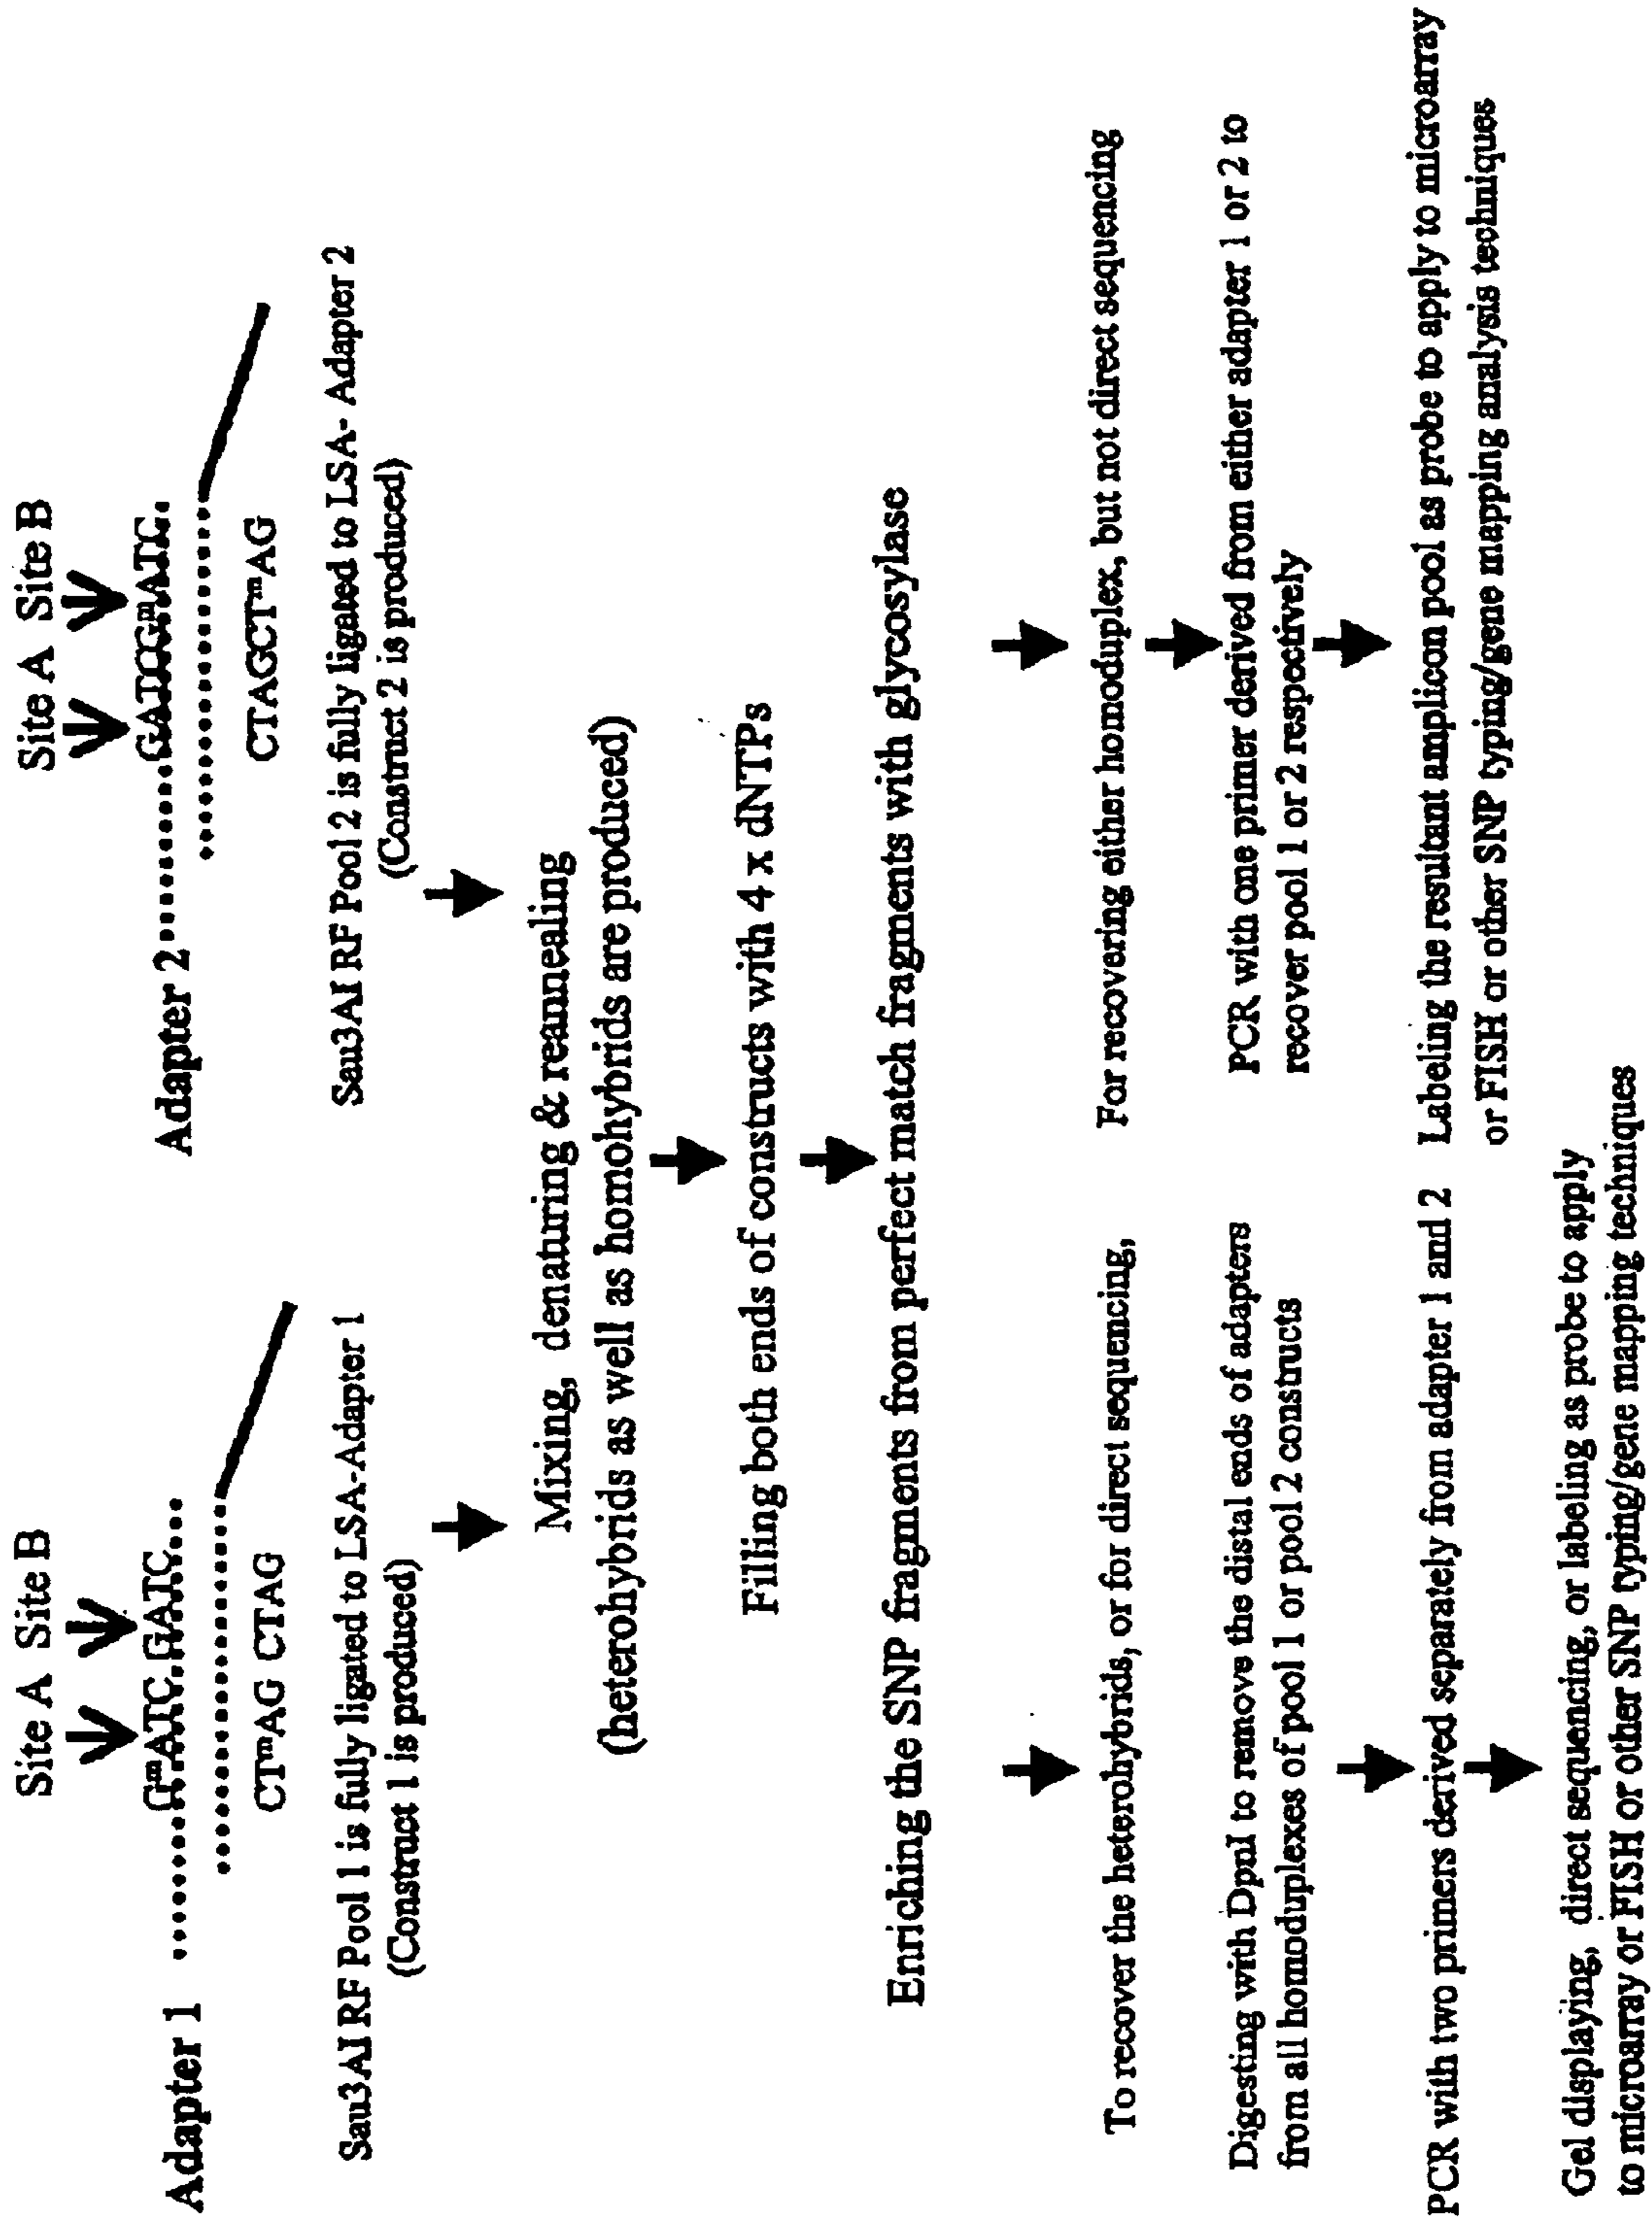 Site A Site B
Adapter 1 ............GᵐATC.GATC.....
CTᵐAG CTAG
Sau3AI RF Pool 1 is fully ligated to LSA-Adapter 1
(Construct 1 is produced)
Site A Site B
Adapter 2............GATCGᵐATC.
CTAGCTᵐAG
Sau3AI RF Pool 2 is fully ligated to LSA- Adapter 2
(Construct 2 is produced)
Mixing, denaturing & reannealing
(heterohybrids as well as homohybrids are produced)
Filling both ends of constructs with 4 x dNTPs
Enriching the SNP fragments from perfect match fragments with glycosylase
To recover the heterohybrids, or for direct sequencing,
Digesting with DpnI to remove the distal ends of adapters
from all homoduplexes of pool 1 or pool 2 constructs
PCR with two primers derived separately from adapter 1 and 2
Gel displaying, direct sequencing, or labeling as probe to apply
to microarray or FISH or other SNP typing/gene mapping techniques
For recovering either homoduplex, but not direct sequencing
PCR with one primer derived from either adapter 1 or 2 to
recover pool 1 or 2 respectively
Labeling the resultant amplicon pool as probe to apply to microarray
or FISH or other SNP typing/gene mapping analysis techniques